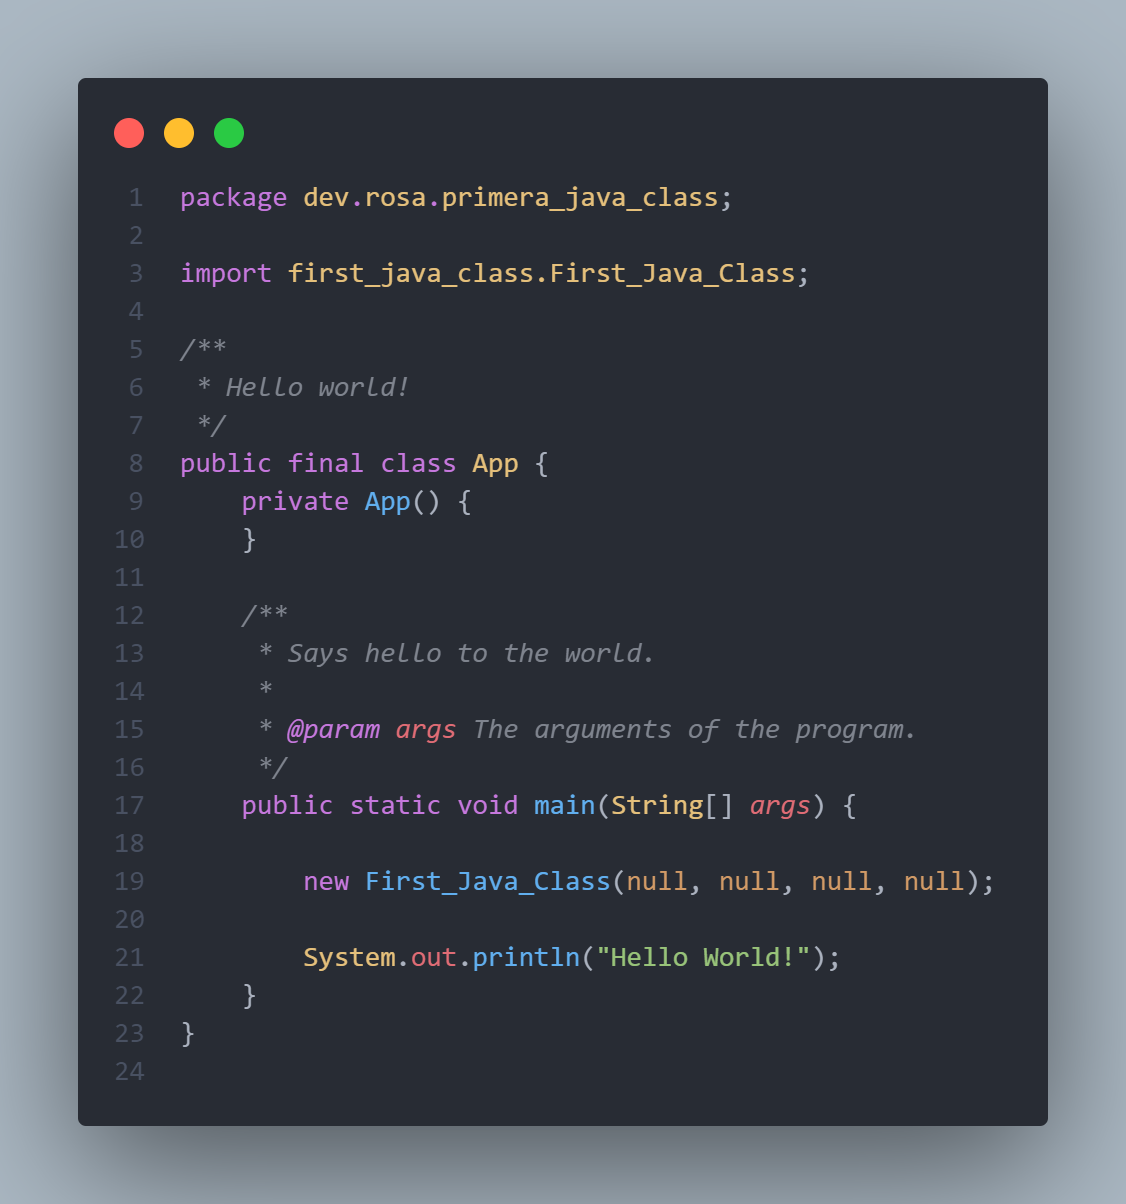 1 package dev.rosa.primera_java_class;
2
3 import first_java_class.First_Java_Class;
4
5 /**
6  * Hello world!
7  */
8 public final class App {
9     private App() {
10     }
11
12     /**
13      * Says hello to the world.
14      *
15      * @param args The arguments of the program.
16      */
17     public static void main(String[] args) {
18
19         new First_Java_Class(null, null, null, null);
20
21         System.out.println("Hello World!");
22     }
23 }
24